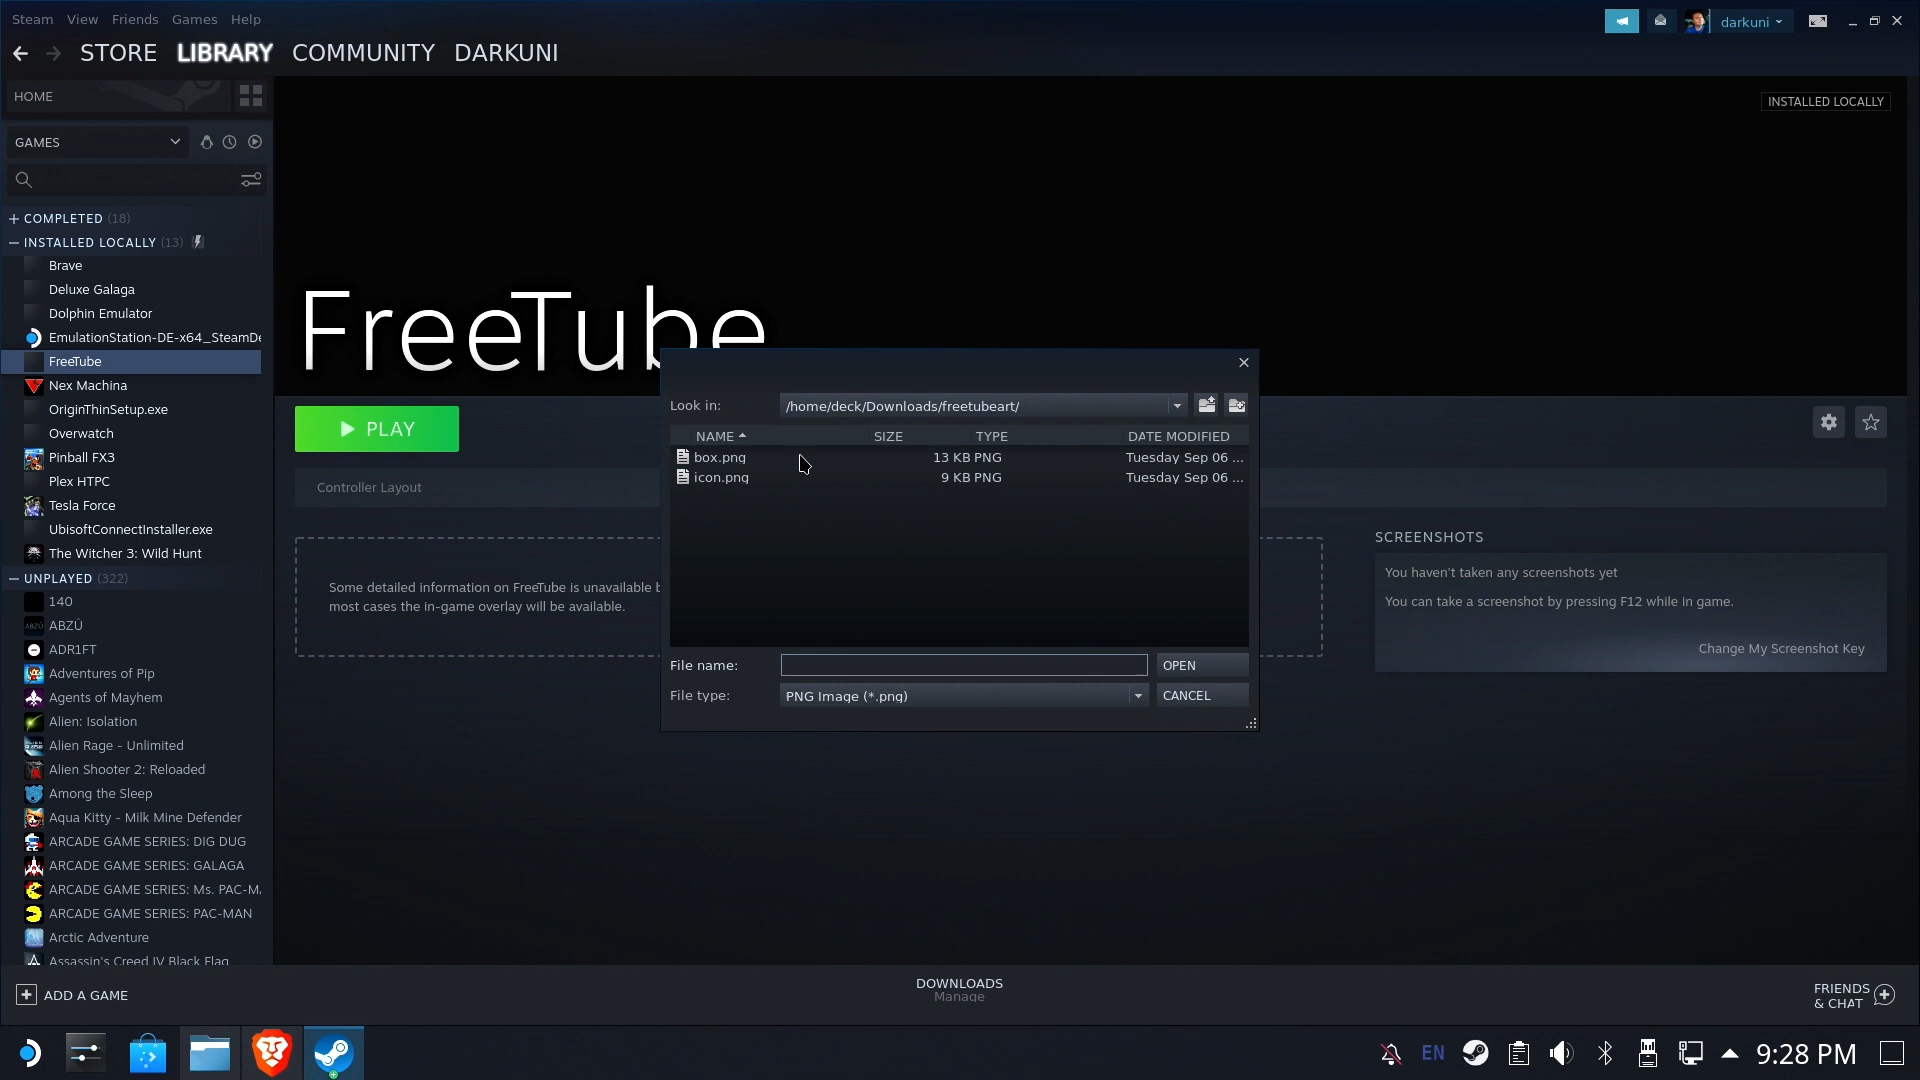 Steam View Friends Games Help
darkuni
STORE LIBRARY COMMUNITY DARKUNI
HOME
INSTALLED LOCALLY
GAMES
COMPLETED (18)
INSTALLED LOCALLY (13)
Brave
Deluxe Galaga
Dolphin Emulator
EmulationStation-DE-x64_SteamDe
FreeTube
Nex Machina
OriginThinSetup.exe
Overwatch
Pinball FX3
Plex HTPC
Tesla Force
UbisoftConnectInstaller.exe
The Witcher 3: Wild Hunt
UNPLAYED (322)
140
ABZÛ
ADR1FT
Adventures of Pip
Agents of Mayhem
Alien: Isolation
Alien Rage - Unlimited
Alien Shooter 2: Reloaded
Among the Sleep
Aqua Kitty - Milk Mine Defender
ARCADE GAME SERIES: DIG DUG
ARCADE GAME SERIES: GALAGA
ARCADE GAME SERIES: Ms. PAC-MA
ARCADE GAME SERIES: PAC-MAN
Arctic Adventure
Assassin's Creed IV Black Flag
FreeTube
PLAY
Controller Layout
Some detailed information on FreeTube is unavailable b
most cases the in-game overlay will be available.
Look in: /home/deck/Downloads/freetubeart/
NAME SIZE TYPE DATE MODIFIED
box.png 13 KB PNG Tuesday Sep 06 ...
icon.png 9 KB PNG Tuesday Sep 06 ...
File name: OPEN
File type: PNG Image (*.png) CANCEL
SCREENSHOTS
You haven't taken any screenshots yet
You can take a screenshot by pressing F12 while in game.
Change My Screenshot Key
ADD A GAME
DOWNLOADS
Manage
FRIENDS
& CHAT
EN
9:28 PM